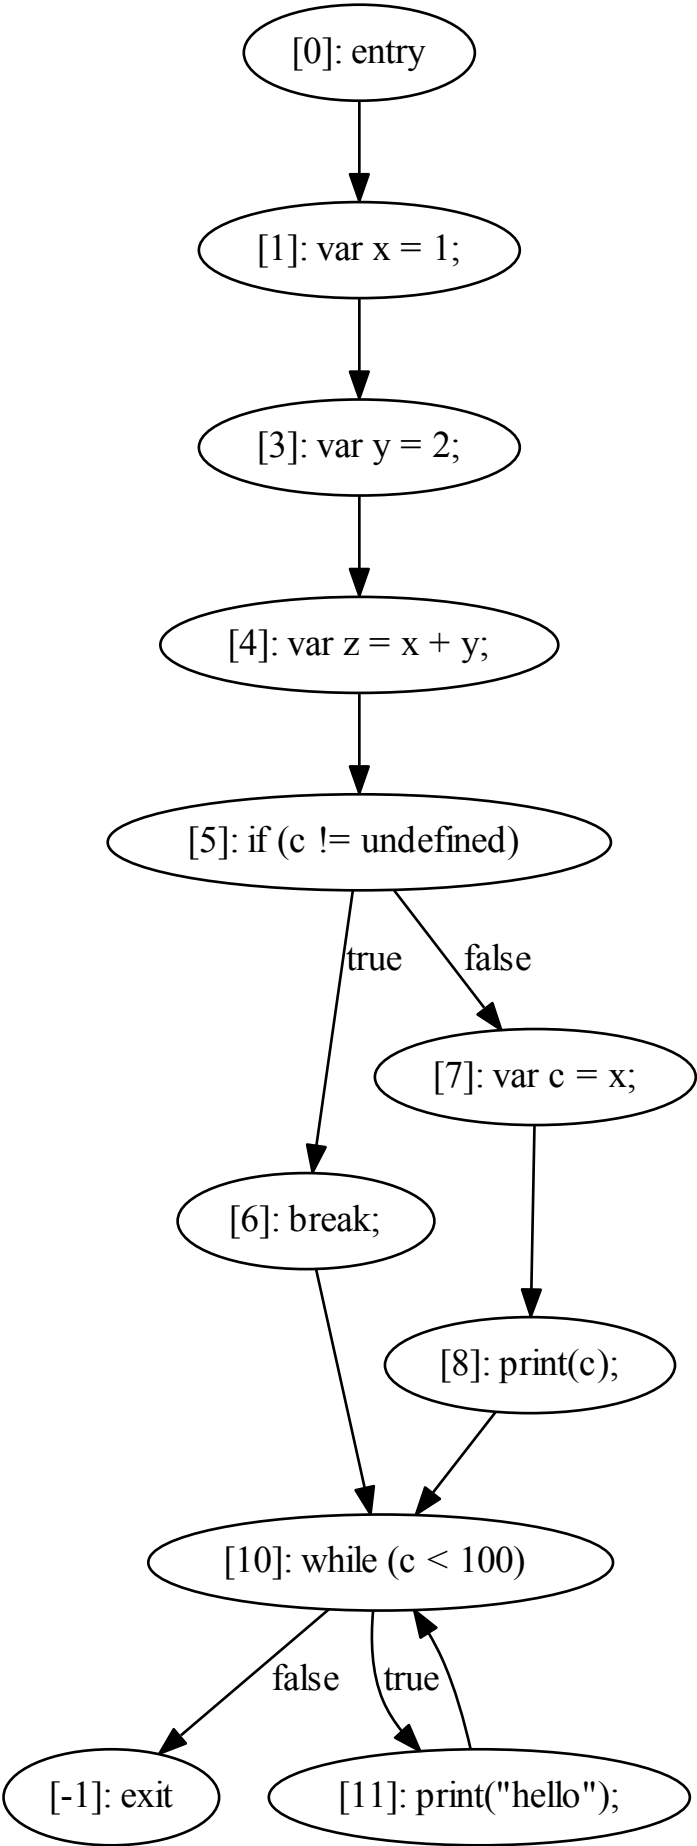 [0]: entry
[1]: var x = 1;
[3]: var y = 2;
[4]: var z = x + y;
[5]: if (c != undefined)
true
false
[7]: var c = x;
[6]: break;
[8]: print(c);
[10]: while (c < 100)
false
true
[-1]: exit
[11]: print("hello");